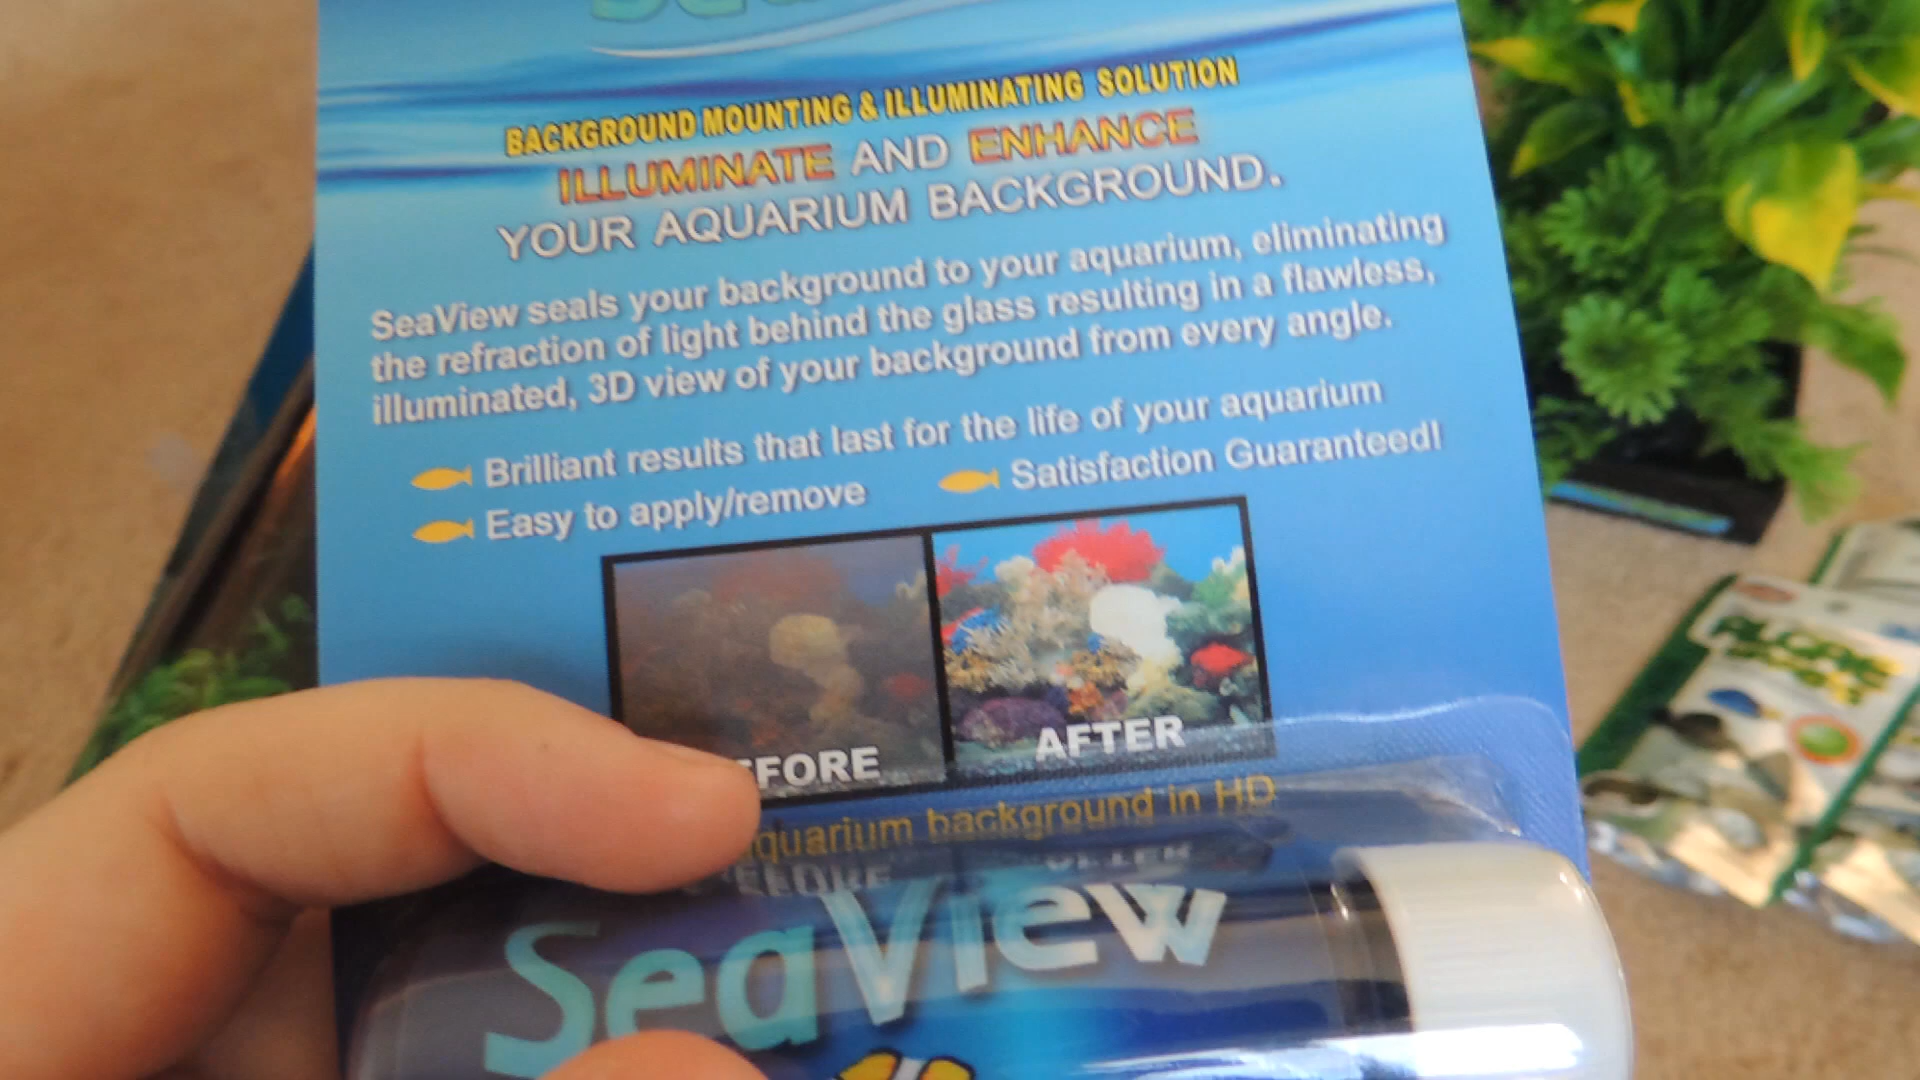 BACKGROUND MOUNTING & ILLUMINATING SOLUTION
ILLUMINATE AND ENHANCE
YOUR AQUARIUM BACKGROUND.
SeaView seals your background to your aquarium, eliminating
the refraction of light behind the glass resulting in a flawless,
illuminated, 3D view of your background from every angle.
Brilliant results that last for the life of your aquarium
Easy to apply/remove
Satisfaction Guaranteed!
FORE
AFTER
aquarium background in HD
SeaView